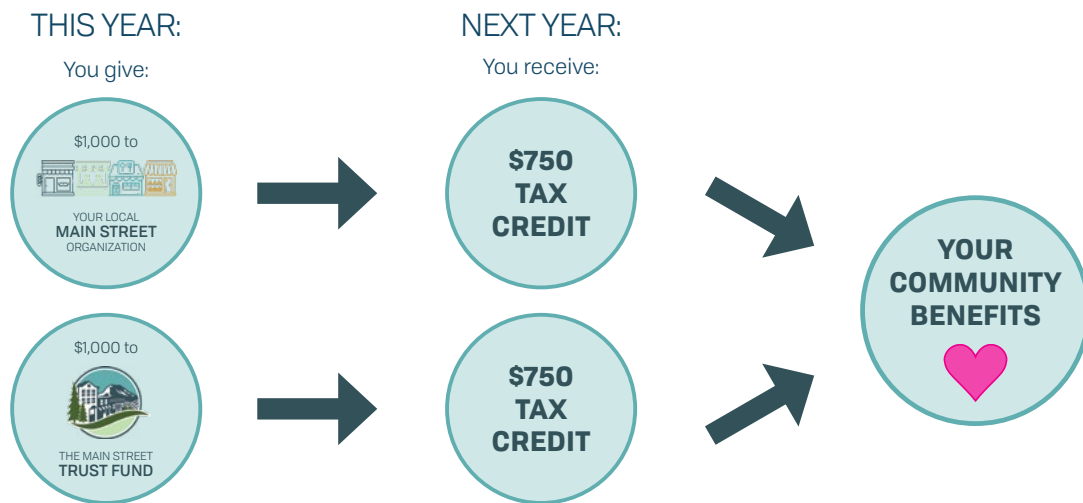 THIS YEAR:
You give:
$1,000 to
YOUR LOCAL
MAIN STREET
ORGANIZATION
$1,000 to
THE MAIN STREET
TRUST FUND
NEXT YEAR:
You receive:
$750
TAX
CREDIT
$750
TAX
CREDIT
YOUR
COMMUNITY
BENEFITS